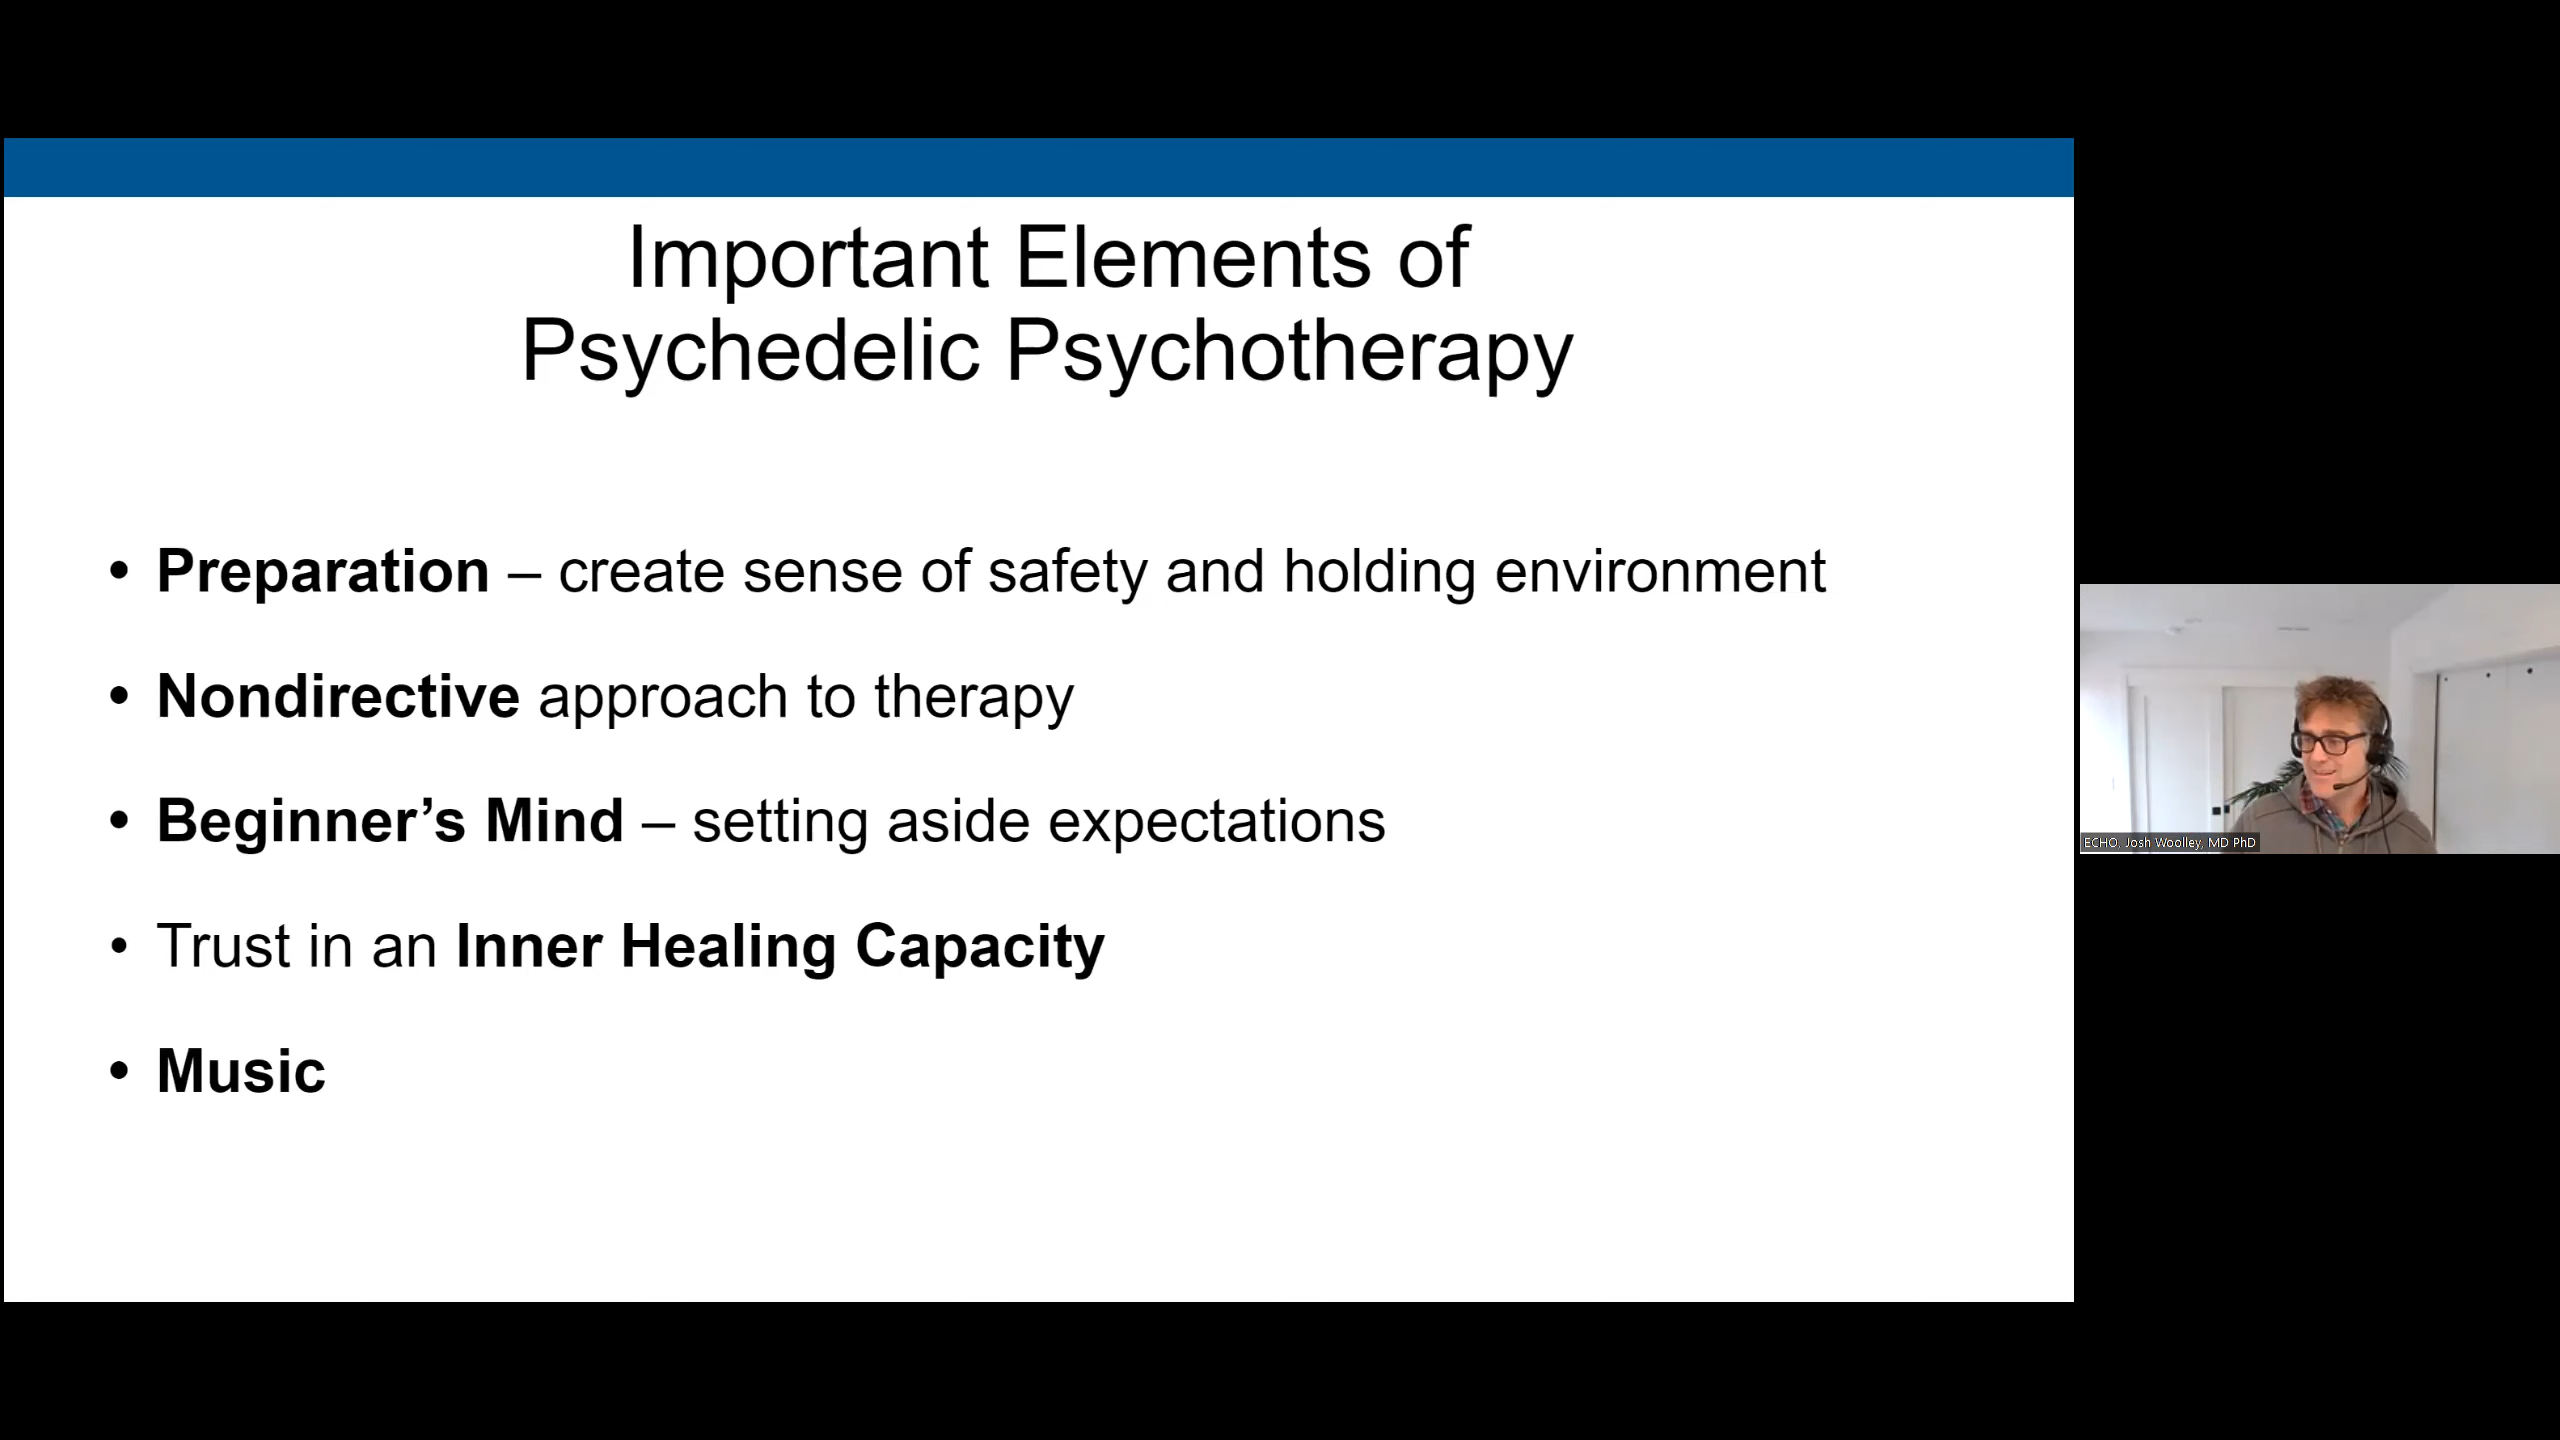 Important Elements of
Psychedelic Psychotherapy
• Preparation – create sense of safety and holding environment
• Nondirective approach to therapy
• Beginner’s Mind – setting aside expectations
• Trust in an Inner Healing Capacity
• Music
ECHO, Josh Woolley, MD PhD